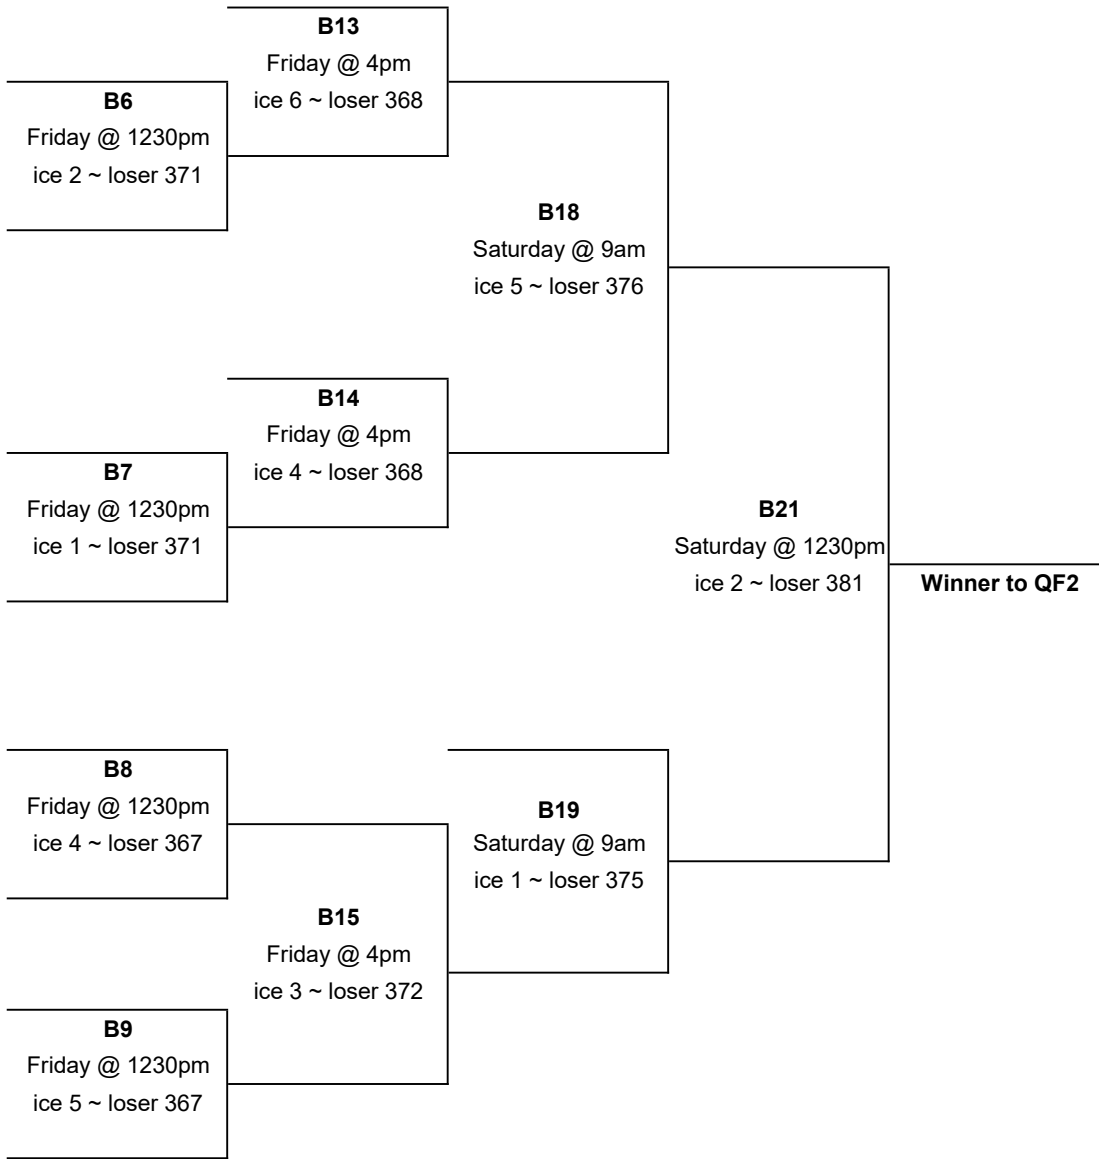 B13
Friday @ 4pm
ice 6 ~ loser 368
B6
Friday @ 1230pm
ice 2 ~ loser 371
B18
Saturday @ 9am
ice 5 ~ loser 376
B14
Friday @ 4pm
ice 4 ~ loser 368
B7
Friday @ 1230pm
ice 1 ~ loser 371
B21
Saturday @ 1230pm
ice 2 ~ loser 381
Winner to QF2
B8
Friday @ 1230pm
ice 4 ~ loser 367
B19
Saturday @ 9am
ice 1 ~ loser 375
B15
Friday @ 4pm
ice 3 ~ loser 372
B9
Friday @ 1230pm
ice 5 ~ loser 367